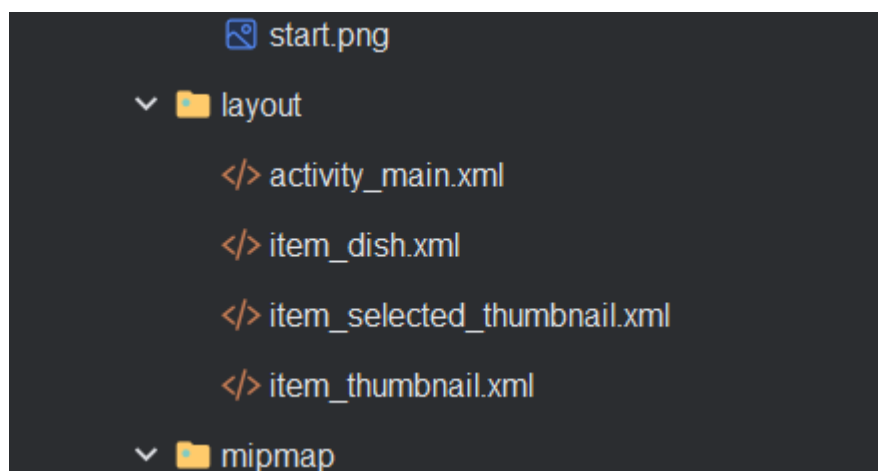 start.png
layout
activity_main.xml
item_dish.xml
item_selected_thumbnail.xml
item_thumbnail.xml
mipmap